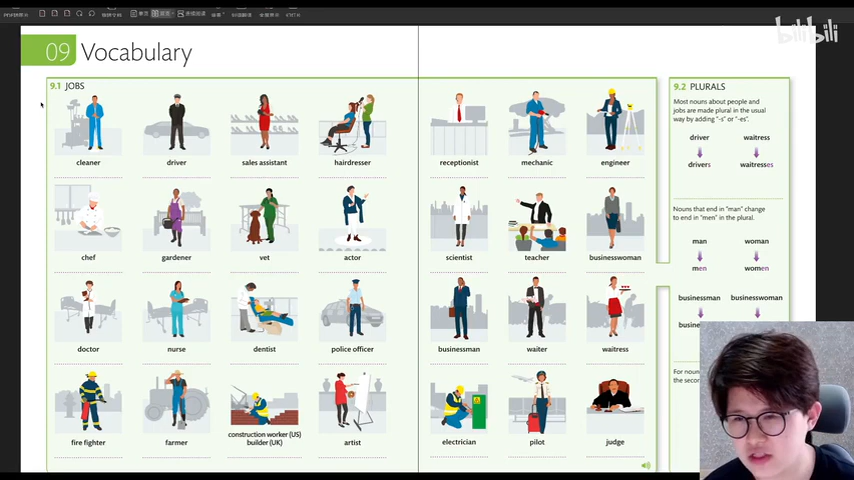 bilibili
09 Vocabulary
9.1 JOBS
cleaner
driver
sales assistant
hairdresser
receptionist
mechanic
engineer
chef
gardener
vet
actor
scientist
teacher
businesswoman
doctor
nurse
dentist
police officer
businessman
waiter
waitress
fire fighter
farmer
construction worker (US)
builder (UK)
artist
electrician
pilot
judge
9.2 PLURALS
Most nouns about people and
jobs are made plural in the usual
way by adding "-s" or "-es".
driver
waitress
drivers
waitresses
Nouns that end in "man" change
to end in "men" in the plural.
man
woman
men
women
businessman
businesswoman
For
the second